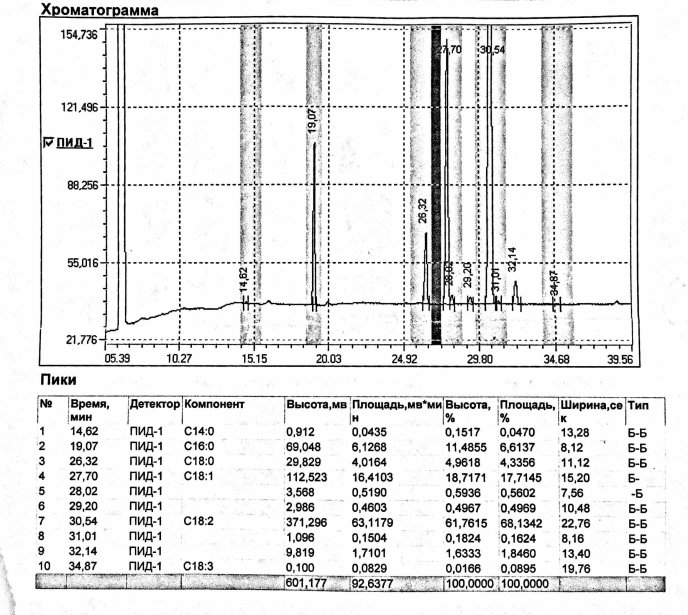 Хроматограмма
154,736
121,496
88,256
55,016
21,776
ПИД-1
14,62
19,07
26,32
27,70
28,02
29,20
30,54
31,01
32,14
34,87
05.39 10.27 15.15 20.03 24.92 29.80 34.68 39.56
Пики
№ Время, мин Детектор Компонент Высота,мв Площадь,мв*мин Высота, % Площадь, % Ширина,сек Тип
1 14,62 ПИД-1 C14:0 0,912 0,0435 0,1517 0,0470 13,28 Б-Б
2 19,07 ПИД-1 C16:0 69,048 6,1268 11,4855 6,6137 8,12 Б-Б
3 26,32 ПИД-1 C18:0 29,829 4,0164 4,9618 4,3356 11,12 Б-Б
4 27,70 ПИД-1 C18:1 112,523 16,4103 18,7171 17,7145 15,20 Б-
5 28,02 ПИД-1 3,568 0,5190 0,5936 0,5602 7,56 -Б
6 29,20 ПИД-1 2,986 0,4603 0,4967 0,4969 10,48 Б-Б
7 30,54 ПИД-1 C18:2 371,296 63,1179 61,7615 68,1342 22,76 Б-Б
8 31,01 ПИД-1 1,096 0,1504 0,1824 0,1624 8,16 Б-Б
9 32,14 ПИД-1 9,819 1,7101 1,6333 1,8460 13,40 Б-Б
10 34,87 ПИД-1 C18:3 0,100 0,0829 0,0166 0,0895 19,76 Б-Б
601,177 92,6377 100,0000 100,0000